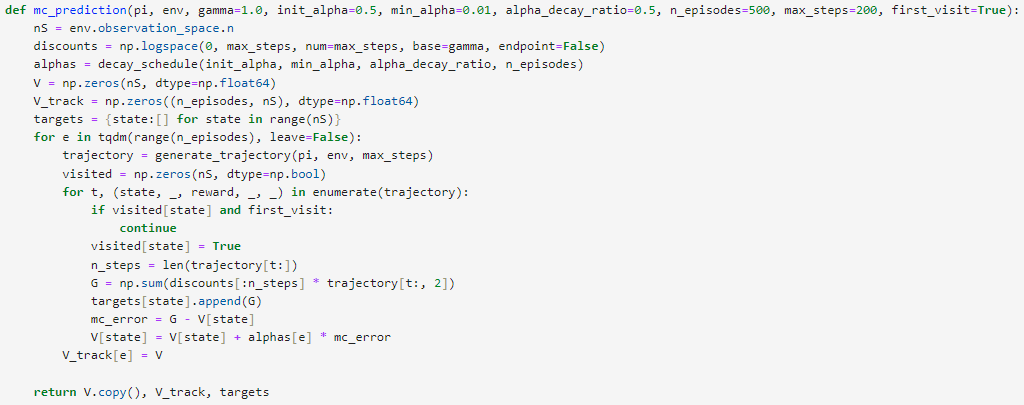 def mc_prediction(pi, env, gamma=1.0, init_alpha=0.5, min_alpha=0.01, alpha_decay_ratio=0.5, n_episodes=500, max_steps=200, first_visit=True):
    nS = env.observation_space.n
    discounts = np.logspace(0, max_steps, num=max_steps, base=gamma, endpoint=False)
    alphas = decay_schedule(init_alpha, min_alpha, alpha_decay_ratio, n_episodes)
    V = np.zeros(nS, dtype=np.float64)
    V_track = np.zeros((n_episodes, nS), dtype=np.float64)
    targets = {state:[] for state in range(nS)}
    for e in tqdm(range(n_episodes), leave=False):
        trajectory = generate_trajectory(pi, env, max_steps)
        visited = np.zeros(nS, dtype=np.bool)
        for t, (state, _, reward, _, _) in enumerate(trajectory):
            if visited[state] and first_visit:
                continue
            visited[state] = True
            n_steps = len(trajectory[t:])
            G = np.sum(discounts[:n_steps] * trajectory[t:, 2])
            targets[state].append(G)
            mc_error = G - V[state]
            V[state] = V[state] + alphas[e] * mc_error
        V_track[e] = V
    return V.copy(), V_track, targets